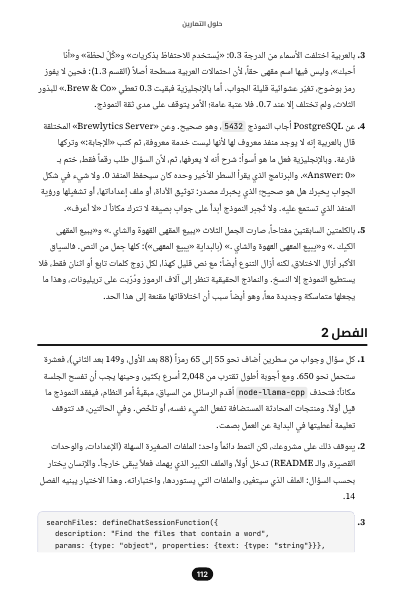 حلول التمارين
3. بالعربية اختلفت الأسماء من الدرجة 0.3: «يُستخدم للاحتفاظ بذكريات» و«كُلّ لحظة» و«أنا
أحبك»، وليس فيها اسم مقهى حقاً، لأن احتمالات العربية مسطحة أصلاً (القسم 1.3): فحين لا يفوز
رمز بوضوح، تغيّر عشوائية قليلة الجواب. أما بالإنجليزية فبقيت 0.3 تعطي «Brew & Co.» للبذور
الثلاث، ولم تختلف إلا عند 0.7. فلا عتبة عامة؛ الأمر يتوقف على مدى ثقة النموذج.
4. عن PostgreSQL أجاب النموذج 5432، وهو صحيح. وعن «Brewlytics Server» المختلقة
قال بالعربية إنه لا يوجد منفذ معروف لها لأنها ليست خدمة معروفة، ثم كتب «الإجابة:» وتركها
فارغة. وبالإنجليزية فعل ما هو أسوأ: شرح أنه لا يعرفها، ثم، لأن السؤال طلب رقماً فقط، ختم بـ
«Answer: 0». والبرنامج الذي يقرأ السطر الأخير وحده كان سيحفظ المنفذ 0. ولا شيء في شكل
الجواب يخبرك هل هو صحيح؛ الذي يخبرك مصدر: توثيق الأداة، أو ملف إعداداتها، أو تشغيلها ورؤية
المنفذ الذي تستمع عليه. ولا تُجبر النموذج أبداً على جواب بصيغة لا تترك مكاناً لـ «لا أعرف».
5. بالكلمتين السابقتين مفتاحاً، صارت الجمل الثلاث «يبيع المقهى القهوة والشاي .» و«يبيع المقهى
الكيك .» و«يبيع المقهى القهوة والشاي .» (بالبداية «يبيع المقهى»): كلها جمل من النص. فالسياق
الأكبر أزال الاختلاق، لكنه أزال التنوع أيضاً: مع نص قليل كهذا، لكل زوج كلمات تابع أو اثنان فقط، فلا
يستطيع النموذج إلا النسخ. والنماذج الحقيقية تنظر إلى آلاف الرموز ودُرّبت على تريليونات، وهذا ما
يجعلها متماسكة وجديدة معاً، وهو أيضاً سبب أن اختلاقاتها مقنعة إلى هذا الحد.
الفصل 2
1. كل سؤال وجواب من سطرين أضاف نحو 55 إلى 65 رمزاً (88 بعد الأول، و149 بعد الثاني)، فعشرة
ستحمل نحو 650. ومع أجوبة أطول تقترب من 2,048 أسرع بكثير، وحينها يجب أن تفسح الجلسة
مكاناً: فتحذف node-llama-cpp أقدم الرسائل من السياق، مبقيةً أمر النظام، فيفقد النموذج ما
قيل أولاً. ومنتجات المحادثة المستضافة تفعل الشيء نفسه، أو تلخّص. وفي الحالتين، قد تتوقف
تعليمة أعطيتها في البداية عن العمل بصمت.
2. يتوقف ذلك على مشروعك، لكن النمط دائماً واحد: الملفات الصغيرة السهلة (الإعدادات، والوحدات
القصيرة، والـ README) تدخل أولاً، والملف الكبير الذي يهمك فعلاً يبقى خارجاً. والإنسان يختار
بحسب السؤال: الملف الذي سيتغير، والملفات التي يستوردها، واختباراته. وهذا الاختيار يبنيه الفصل
14.
3.
searchFiles: defineChatSessionFunction({
description: "Find the files that contain a word",
params: {type: "object", properties: {text: {type: "string"}}},
112